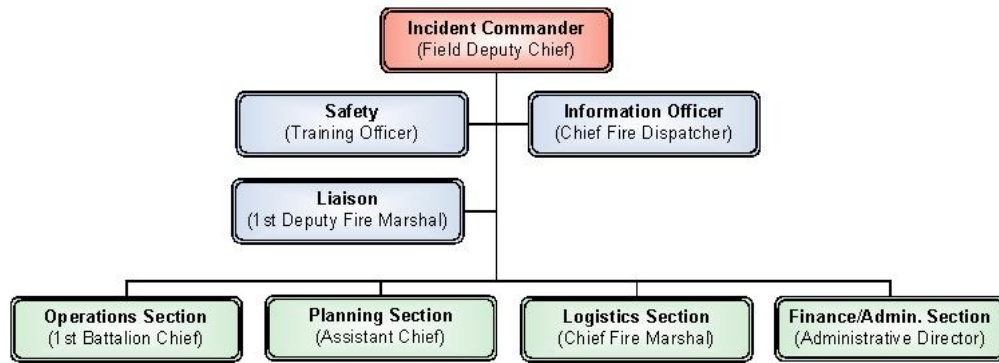 Incident Commander
(Field Deputy Chief)
Safety
(Training Officer)
Information Officer
(Chief Fire Dispatcher)
Liaison
(1st Deputy Fire Marshal)
Operations Section
(1st Battalion Chief)
Planning Section
(Assistant Chief)
Logistics Section
(Chief Fire Marshal)
Finance/Admin. Section
(Administrative Director)